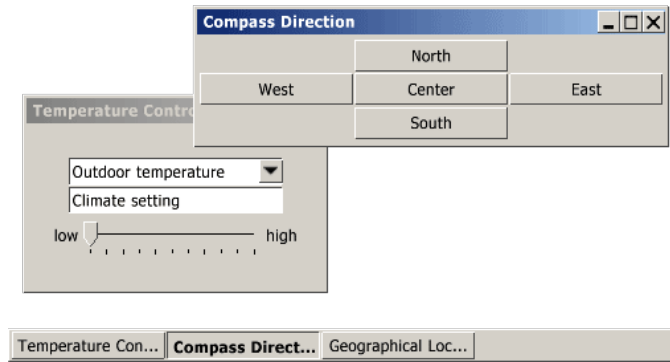 Compass Direction
North
West Center East
South
Temperature Contro
Outdoor temperature
Climate setting
low high
Temperature Con... Compass Direct... Geographical Loc...